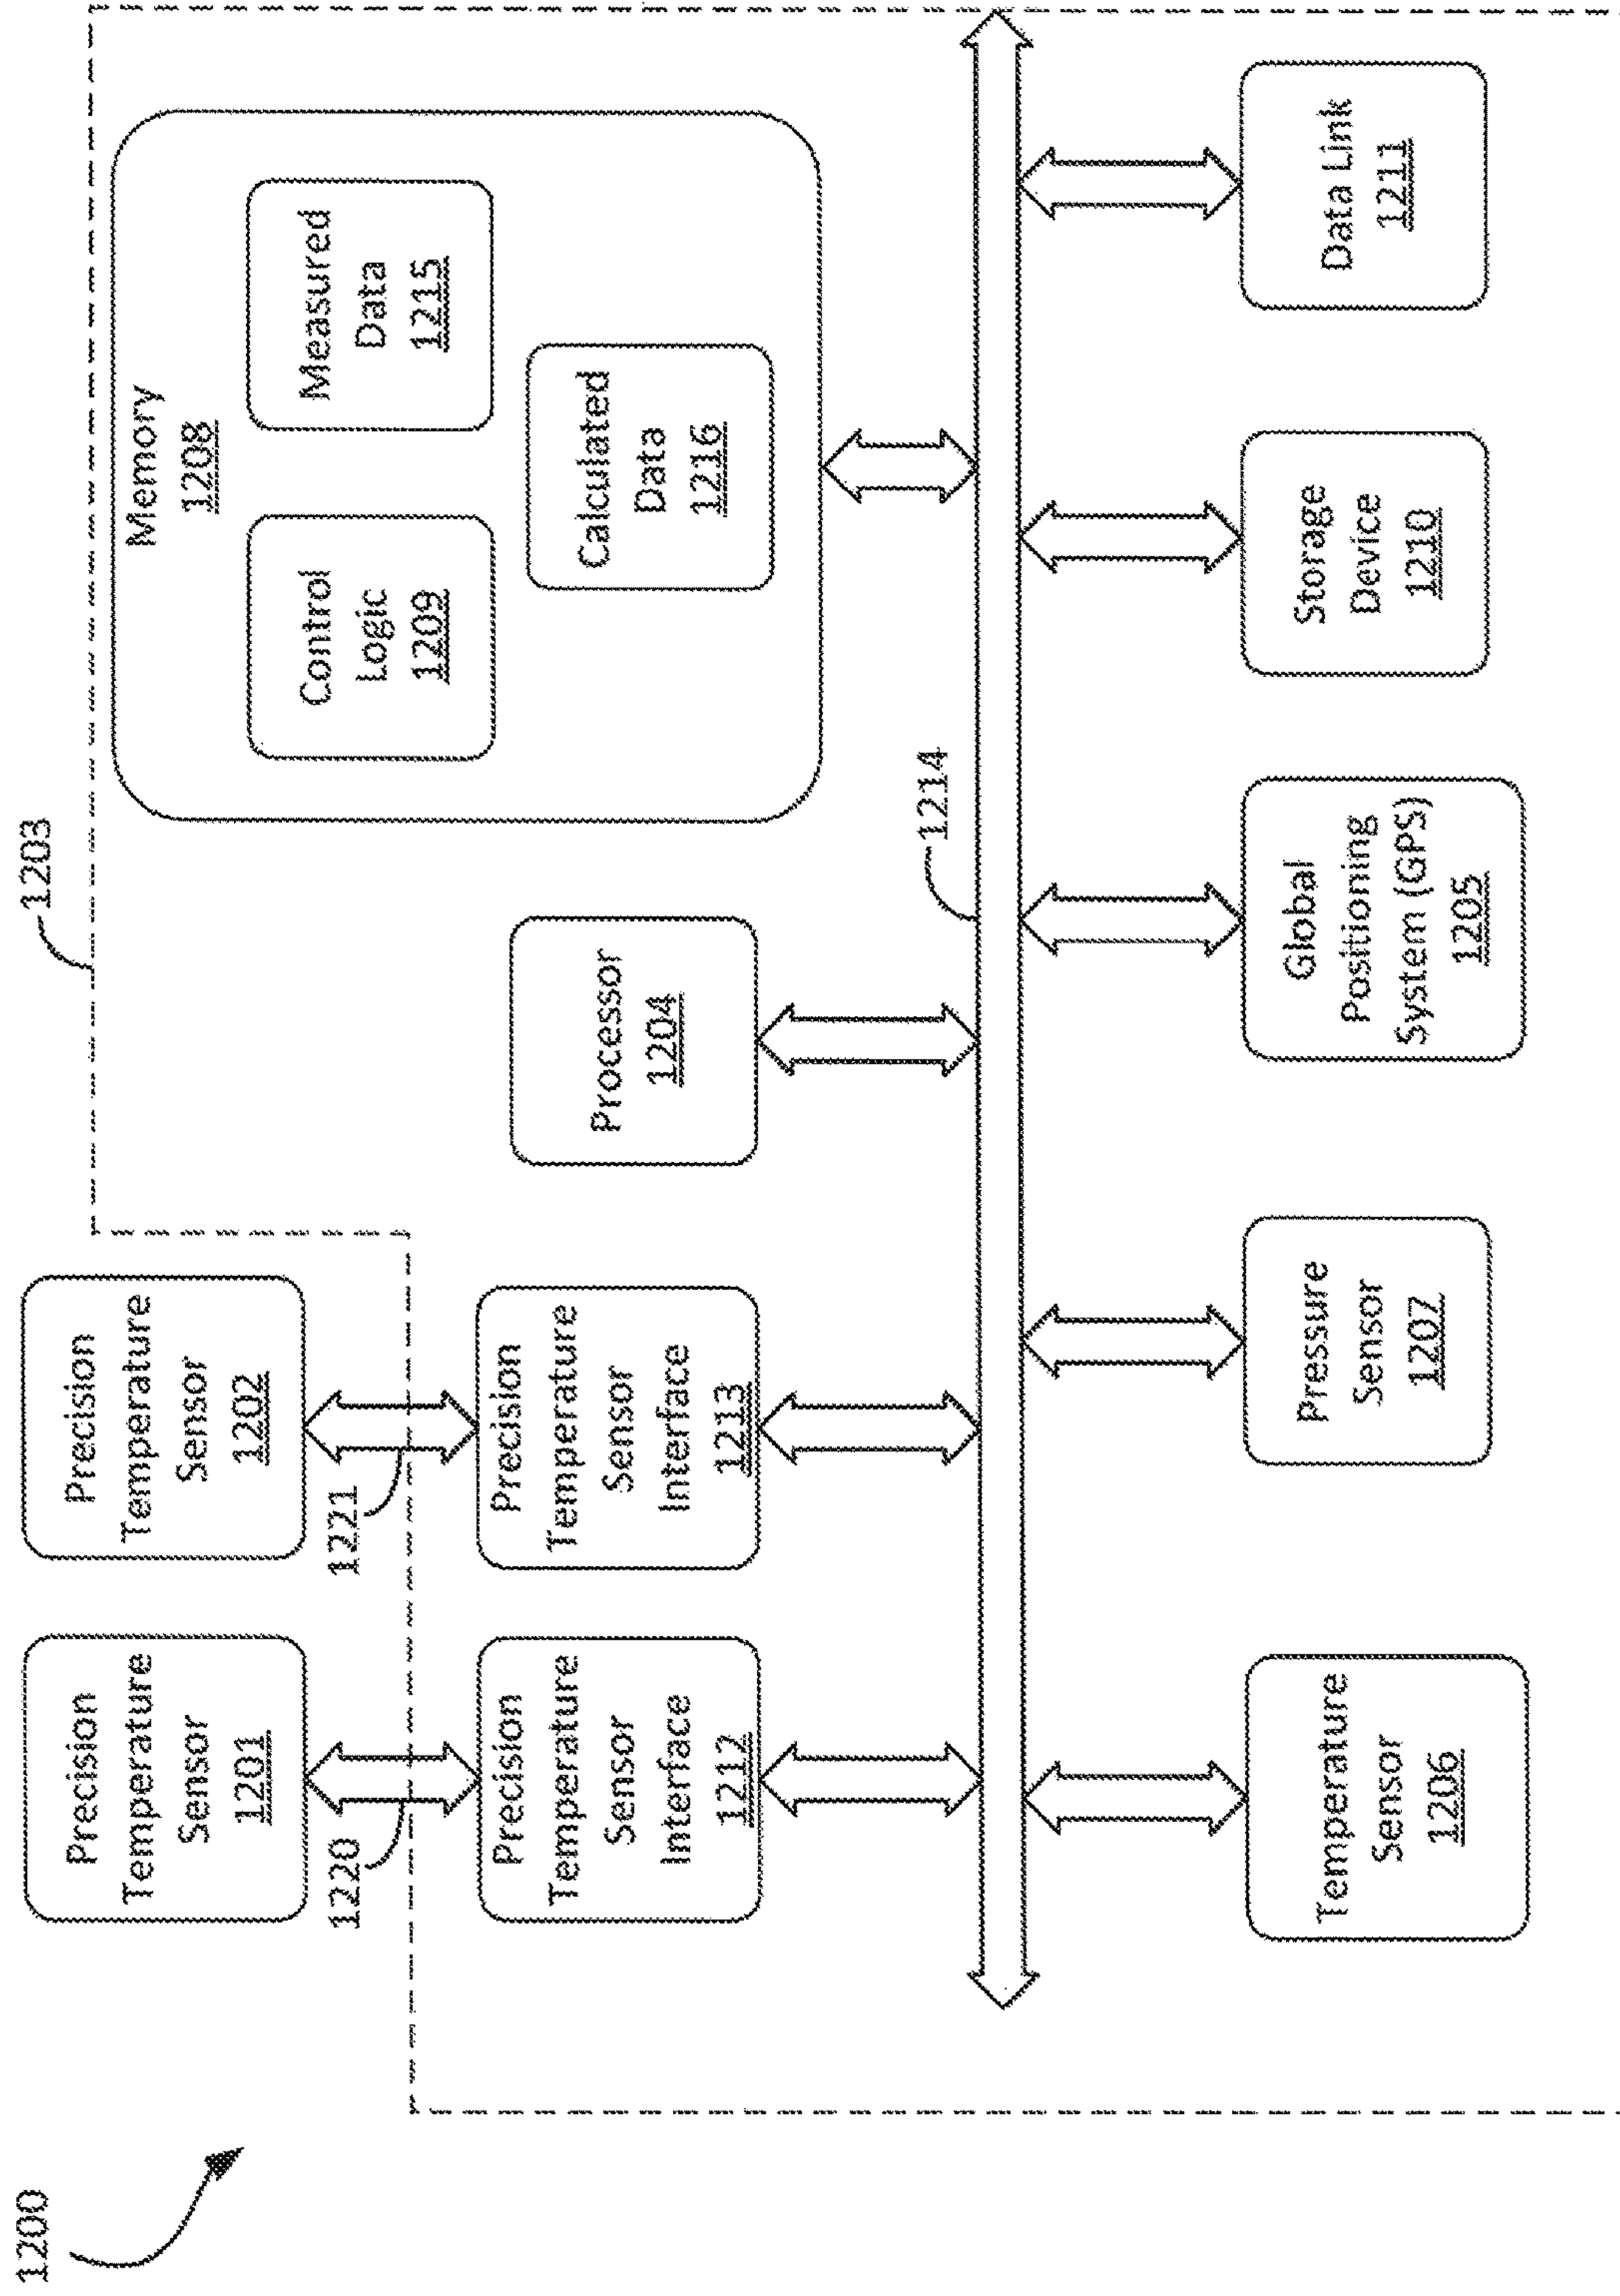 1200
1203
Precision
Temperature
Sensor
1201
Precision
Temperature
Sensor
1202
1220
1221
Precision
Temperature
Sensor
Interface
1212
Precision
Temperature
Sensor
Interface
1213
Processor
1204
Memory
1208
Control
Logic
1209
Measured
Data
1215
Calculated
Data
1216
1214
Temperature
Sensor
1206
Pressure
Sensor
1207
Global
Positioning
System (GPS)
1205
Storage
Device
1210
Data Link
1211